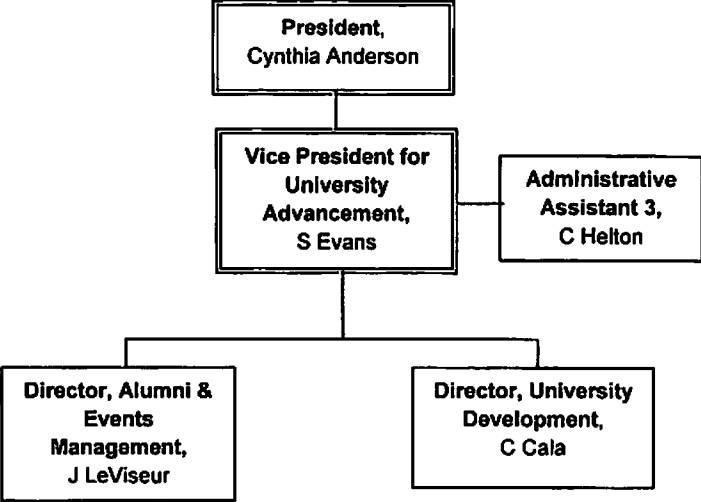 President,
Cynthia Anderson
Vice President for
University
Advancement,
S Evans
Administrative
Assistant 3,
C Helton
Director, Alumni &
Events
Management,
J LeViseur
Director, University
Development,
C Cala